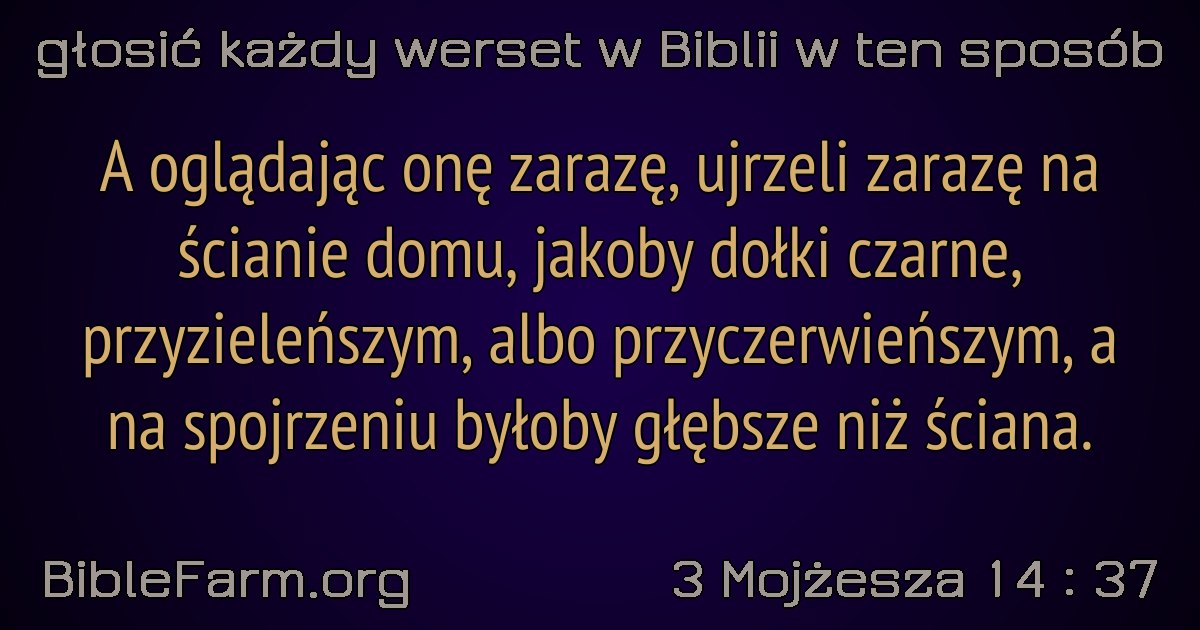 głosić każdy werset w Biblii w ten sposób
A oglądając onę zarazę, ujrzeli zarazę na
ścianie domu, jakoby dołki czarne,
przyzieleńszym, albo przyczerwieńszym, a
na spojrzeniu byłoby głębsze niż ściana.
BibleFarm.org
3 Mojżesza 14 : 37